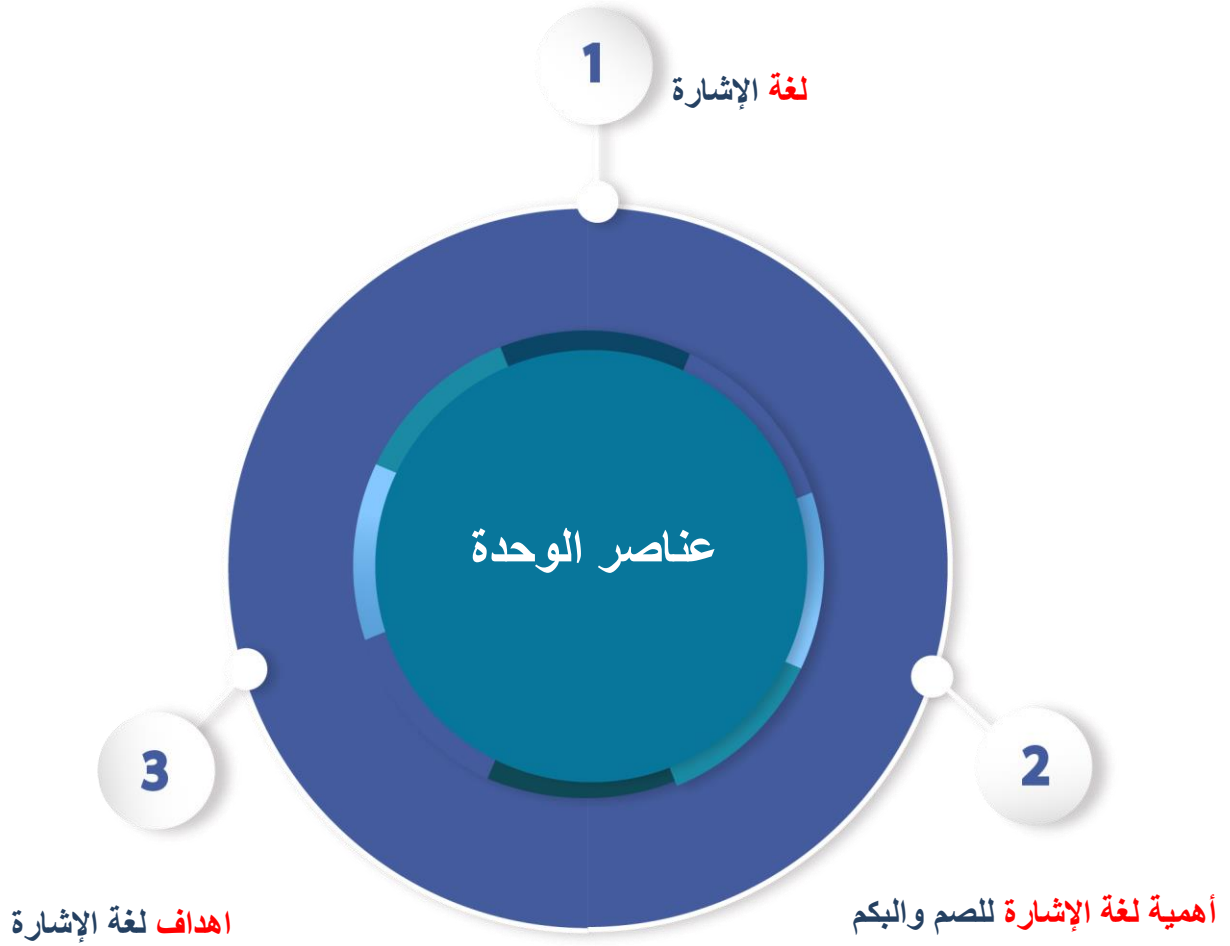 1
لغة الإشارة
عناصر الوحدة
2
أهمية لغة الإشارة للصم والبكم
3
اهداف لغة الإشارة